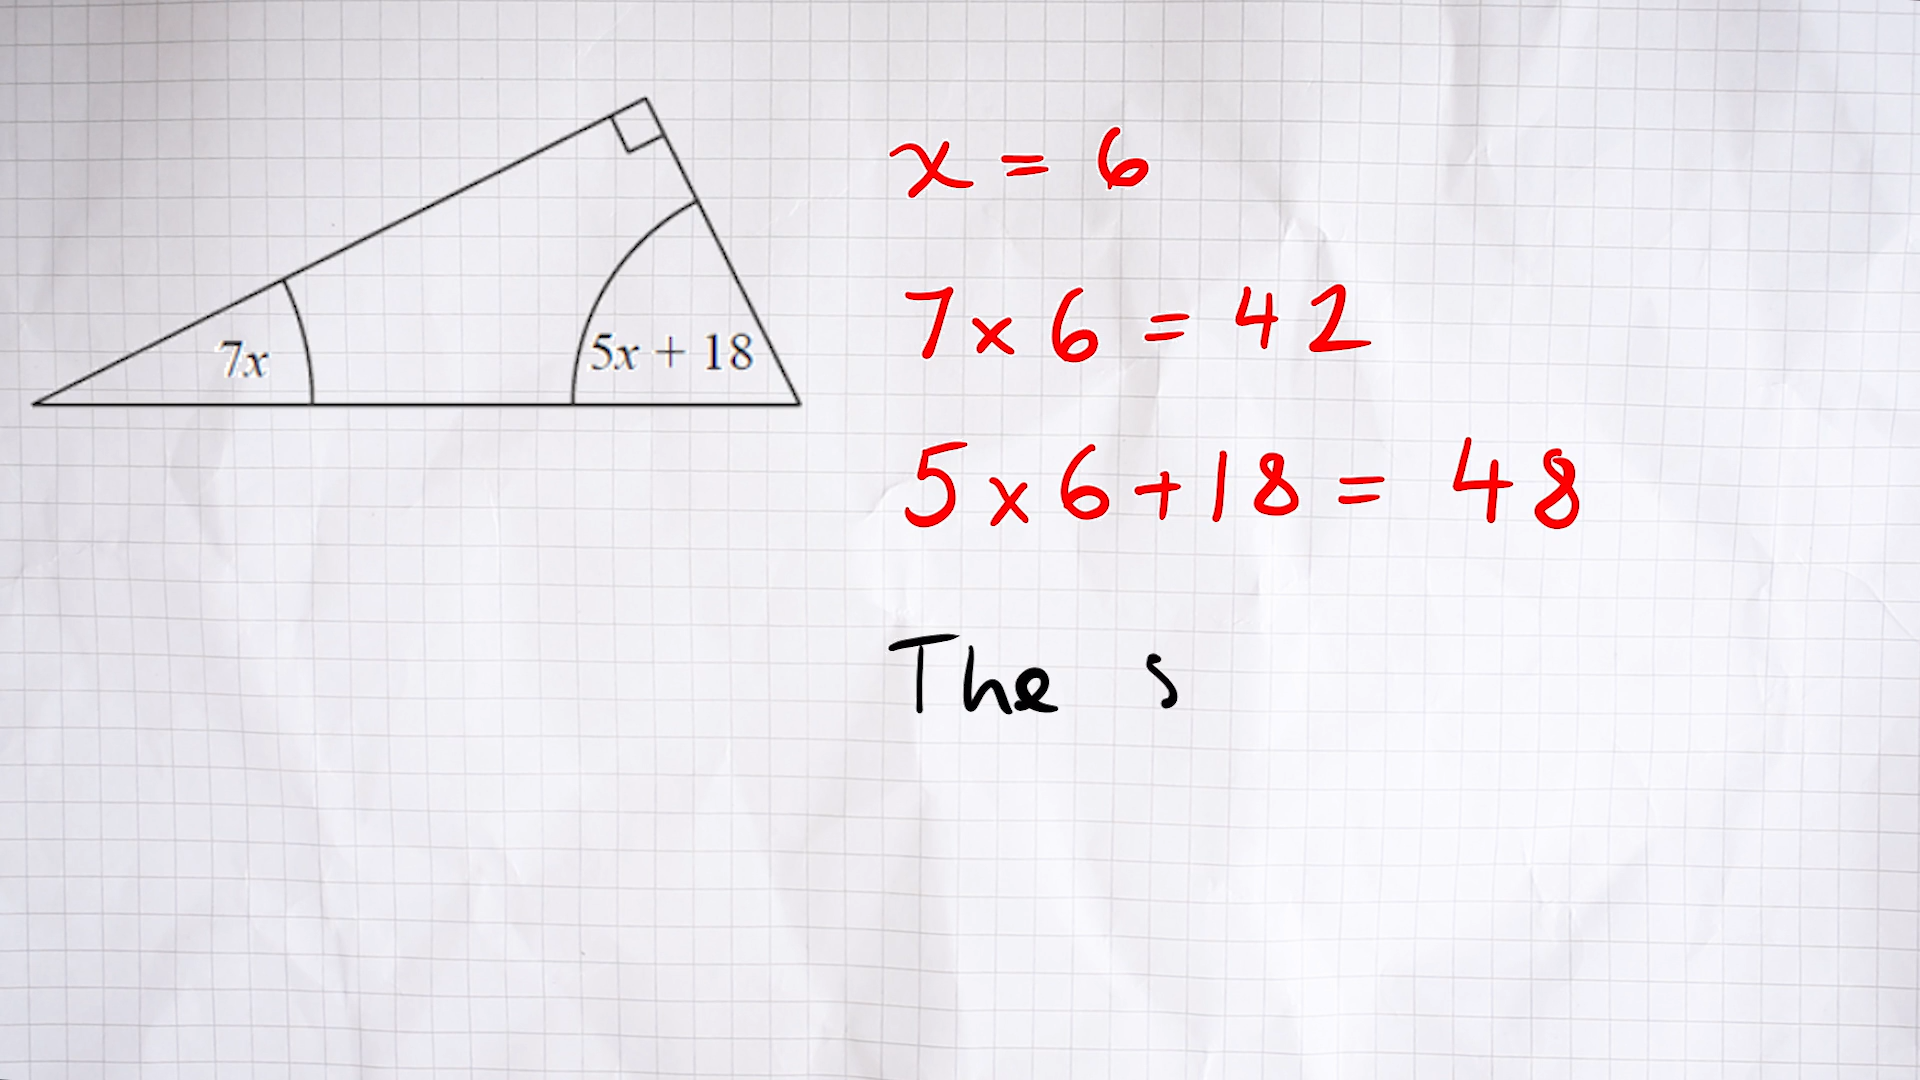 7x
5x + 18
x = 6
7 × 6 = 42
5 × 6 + 18 = 48
The s